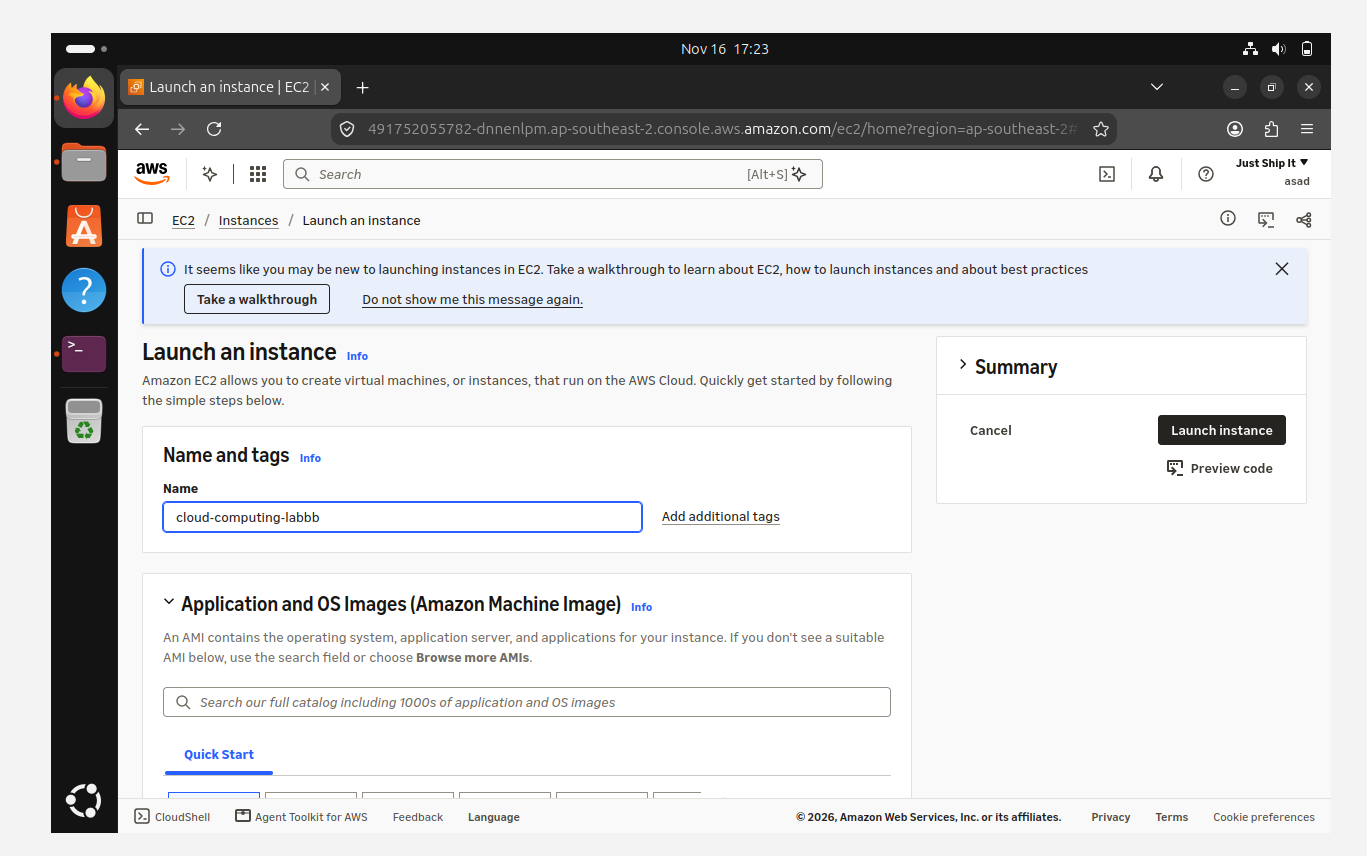 Nov 16 17:23
Launch an instance | EC2
491752055782-dnnenlpm.ap-southeast-2.console.aws.amazon.com/ec2/home?region=ap-southeast-2#
aws
Search
[Alt+S]
Just Ship It
asad
EC2 / Instances / Launch an instance
It seems like you may be new to launching instances in EC2. Take a walkthrough to learn about EC2, how to launch instances and about best practices
Take a walkthrough
Do not show me this message again.
Launch an instance Info
Amazon EC2 allows you to create virtual machines, or instances, that run on the AWS Cloud. Quickly get started by following
the simple steps below.
Name and tags Info
Name
cloud-computing-labbb
Add additional tags
Application and OS Images (Amazon Machine Image) Info
An AMI contains the operating system, application server, and applications for your instance. If you don't see a suitable
AMI below, use the search field or choose Browse more AMIs.
Search our full catalog including 1000s of application and OS images
Quick Start
Summary
Cancel
Launch instance
Preview code
CloudShell
Agent Toolkit for AWS
Feedback
Language
© 2026, Amazon Web Services, Inc. or its affiliates.
Privacy
Terms
Cookie preferences